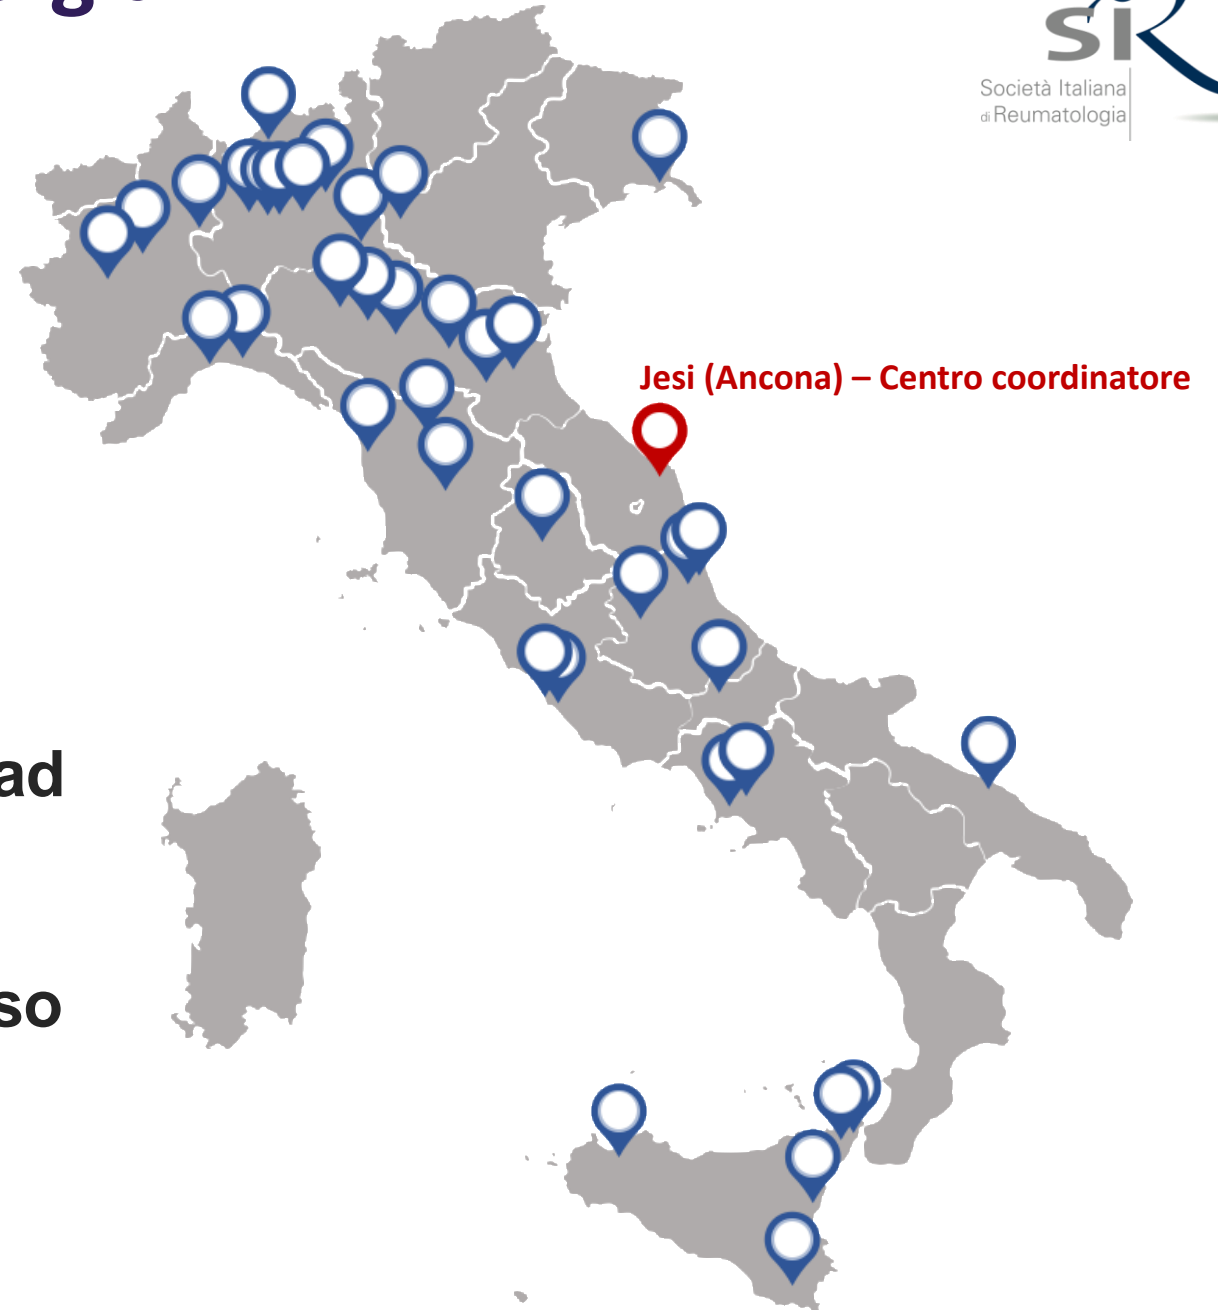 SIR
Società Italiana
di Reumatologia
Jesi (Ancona) – Centro coordinatore
ad
so